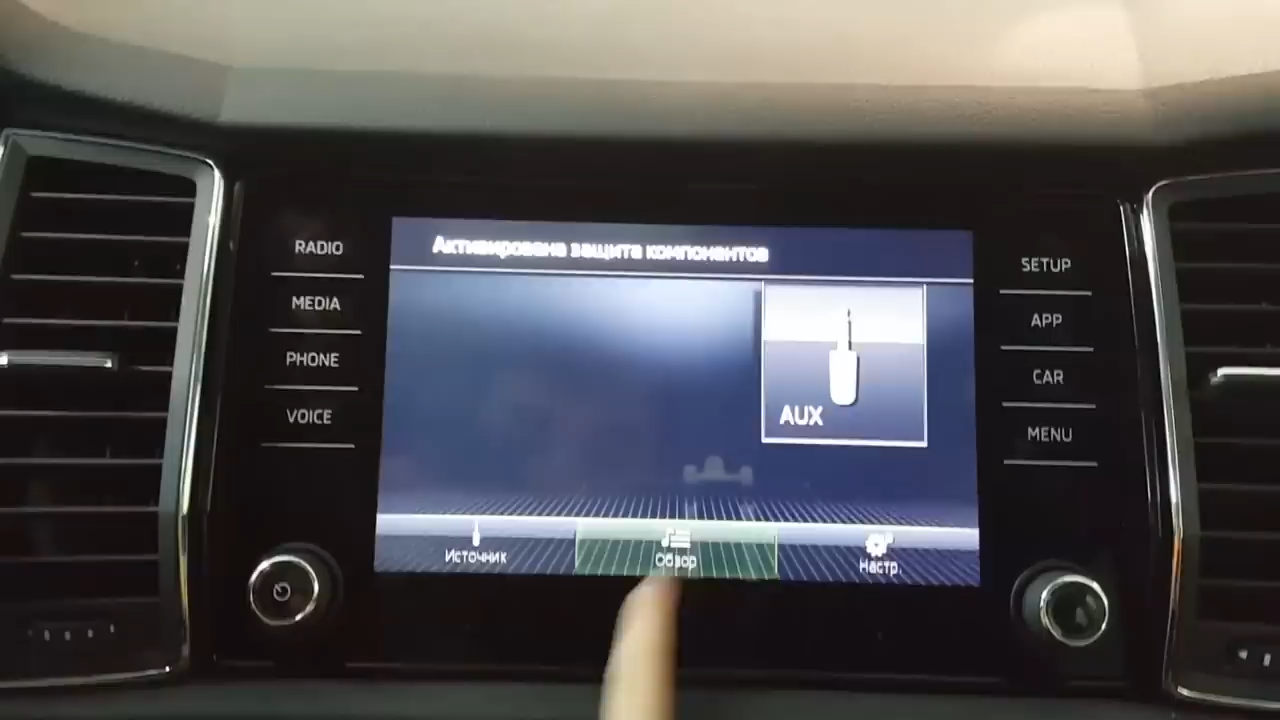 RADIO
MEDIA
PHONE
VOICE
Активирована защита компонентов
AUX
Источник
Обзор
Настр.
SETUP
APP
CAR
MENU